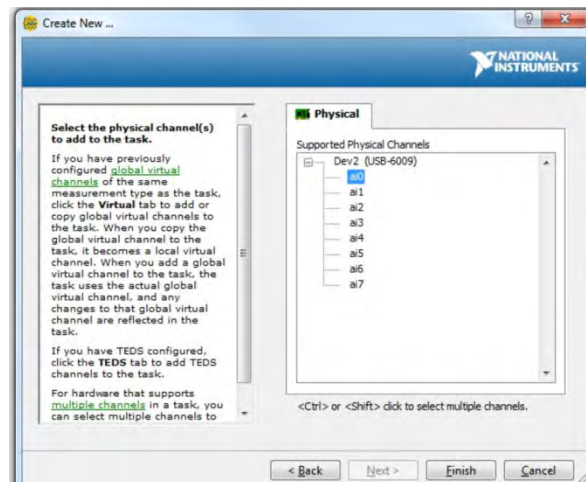 Create New ...
NATIONAL
INSTRUMENTS
Select the physical channel(s)
to add to the task.
If you have previously
configured global virtual
channels of the same
measurement type as the task,
click the Virtual tab to add or
copy global virtual channels to
the task. When you copy the
global virtual channel to the
task, it becomes a local virtual
channel. When you add a global
virtual channel to the task, the
task uses the actual global
virtual channel, and any
changes to that global virtual
channel are reflected in the
task.
If you have TEDS configured,
click the TEDS tab to add TEDS
channels to the task.
For hardware that supports
multiple channels in a task, you
can select multiple channels to
Physical
Supported Physical Channels
Dev2 (USB-6009)
ai0
ai1
ai2
ai3
ai4
ai5
ai6
ai7
<Ctrl> or <Shift> click to select multiple channels.
< Back
Next >
Finish
Cancel